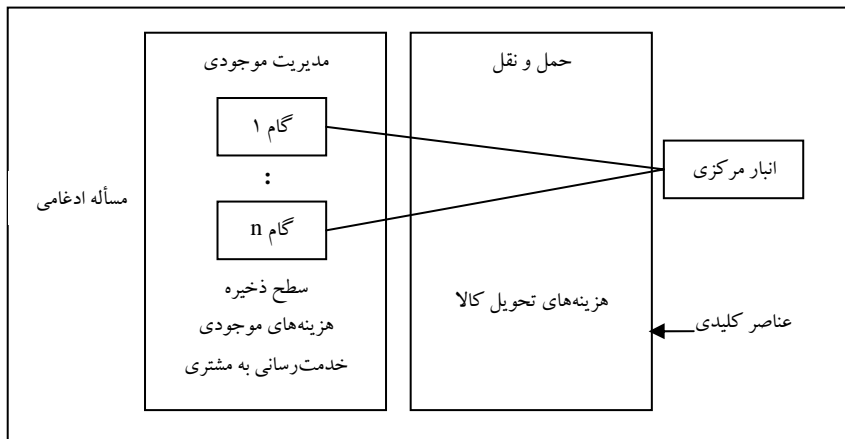 مدیریت موجودی
حمل و نقل
گام ۱
انبار مرکزی
:
مسأله ادغامی
گام n
سطح ذخیره
هزینه‌های موجودی
خدمت‌رسانی به مشتری
هزینه‌های تحویل کالا
عناصر کلیدی